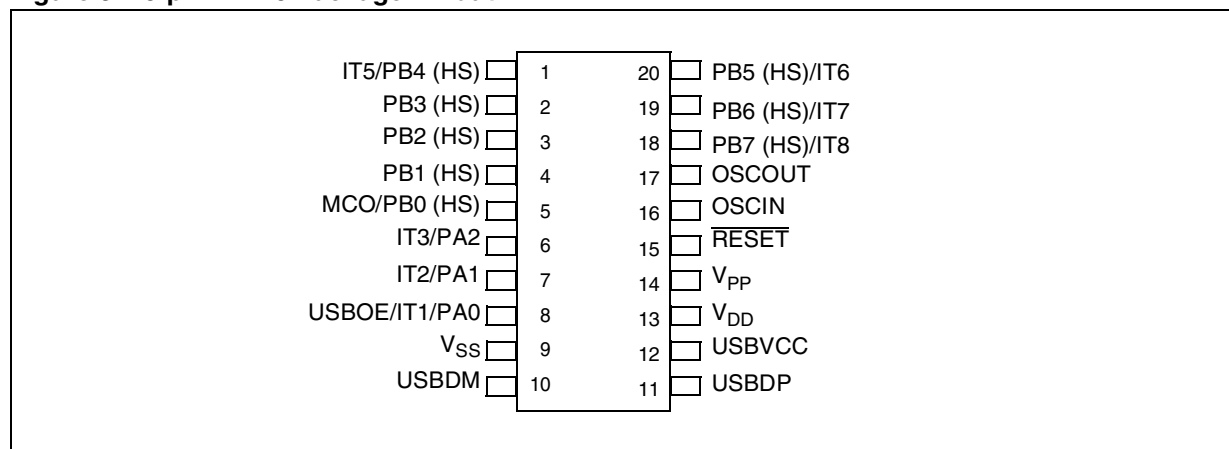 IT5/PB4 (HS) 1 20 PB5 (HS)/IT6
PB3 (HS) 2 19 PB6 (HS)/IT7
PB2 (HS) 3 18 PB7 (HS)/IT8
PB1 (HS) 4 17 OSCOUT
MCO/PB0 (HS) 5 16 OSCIN
IT3/PA2 6 15 RESET
IT2/PA1 7 14 VPP
USBOE/IT1/PA0 8 13 VDD
VSS 9 12 USBVCC
USBDM 10 11 USBDP